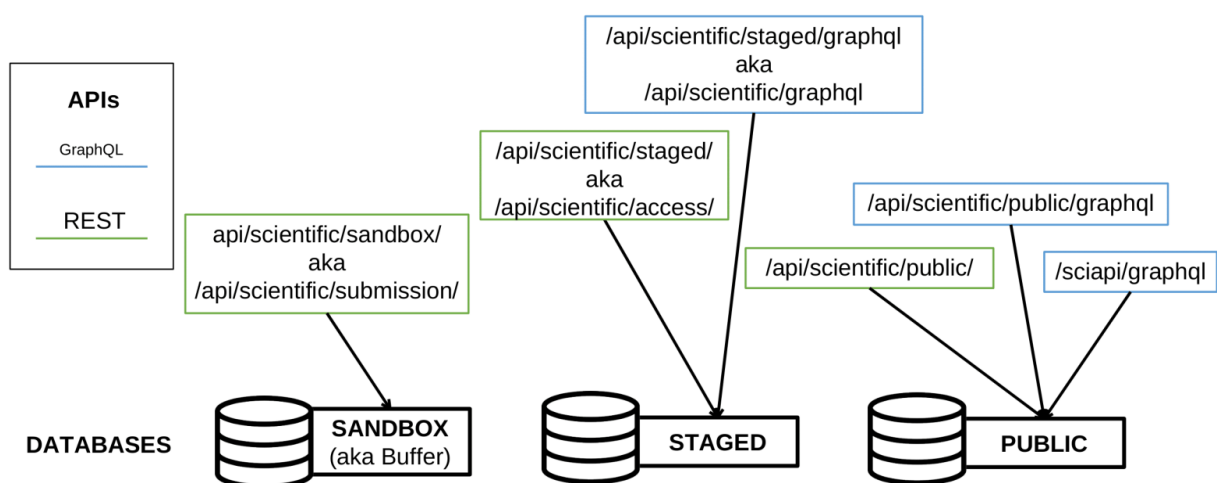 /api/scientific/staged/graphql
aka
/api/scientific/graphql
APIs
GraphQL
REST
/api/scientific/staged/
aka
/api/scientific/access/
/api/scientific/public/graphql
api/scientific/sandbox/
aka
/api/scientific/submission/
/api/scientific/public/
/sciapi/graphql
DATABASES
SANDBOX
(aka Buffer)
STAGED
PUBLIC